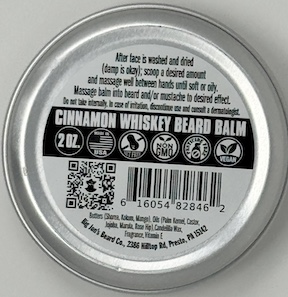 After face is washed and dried
(damp is okay); scoop a desired amount
and massage well between hands until soft or oily.
Massage balm into beard and/or mustache to desired effect.
Do not take internally. In case of irritation, discontinue use and consult a dermatologist.
CINNAMON WHISKEY BEARD BALM
2 OZ.
USA
NON
GMO
VEGAN
6 16054 82846 2
Butters (Shorea, Kokum, Mango), Oils (Palm Kernel, Castor,
Jojoba, Marula, Rose Hip), Candelilla Wax,
Fragrance, Vitamin E
Big Jon's Beard Co., 2386 Hilltop Rd, Presto, PA 15142